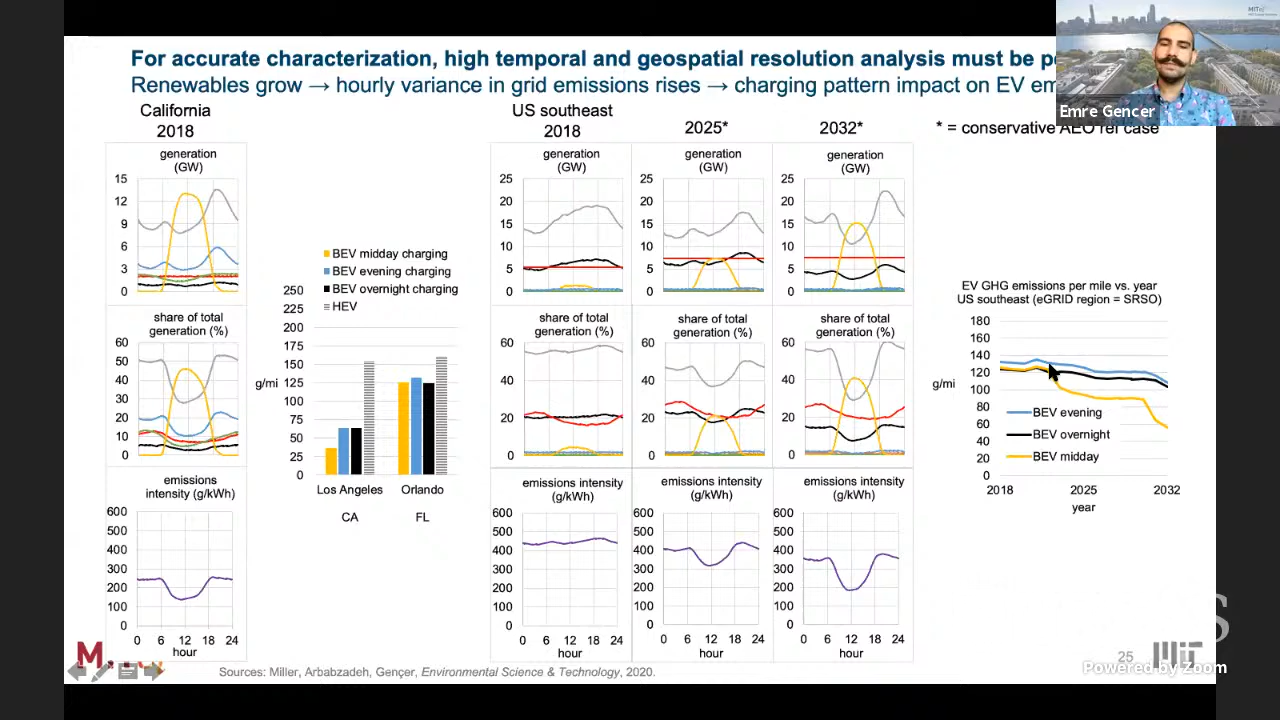 For accurate characterization, high temporal and geospatial resolution analysis must be
Renewables grow → hourly variance in grid emissions rises → charging pattern impact on EV
MIT
Emre Gencer
California
2018
generation
(GW)
15
12
9
6
3
0
share of total
generation (%)
60
50
40
30
20
10
0
emissions
intensity (g/kWh)
600
500
400
300
200
100
0
0 6 12 18 24
hour
BEV midday charging
BEV evening charging
BEV overnight charging
HEV
250
225
200
175
150
125
100
75
50
25
0
g/mi
Los Angeles Orlando
CA FL
US southeast
2018
generation
(GW)
25
20
15
10
5
0
share of total
generation (%)
60
40
20
0
emissions intensity
(g/kWh)
600
500
400
300
200
100
0
0 6 12 18 24
hour
2025*
generation
(GW)
25
20
15
10
5
0
share of total
generation (%)
60
40
20
0
emissions intensity
(g/kWh)
600
500
400
300
200
100
0
0 6 12 18 24
hour
2032*
generation
(GW)
25
20
15
10
5
0
share of total
generation (%)
60
40
20
0
emissions intensity
(g/kWh)
600
500
400
300
200
100
0
0 6 12 18 24
hour
* = conservative AEO ref case
EV GHG emissions per mile vs. year
US southeast (eGRID region = SRSO)
180
160
140
120
100
80
60
40
20
0
g/mi
BEV evening
BEV overnight
BEV midday
2018 2025 2032
year
Sources: Miller, Arbabzadeh, Gençer, Environmental Science & Technology, 2020.
25
Powered by Zoom